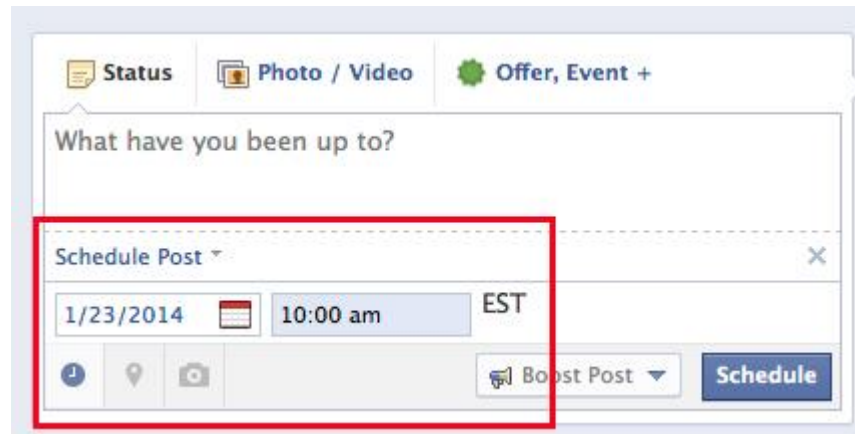 Status Photo / Video Offer, Event +
What have you been up to?
Schedule Post
1/23/2014 10:00 am EST
Boost Post Schedule